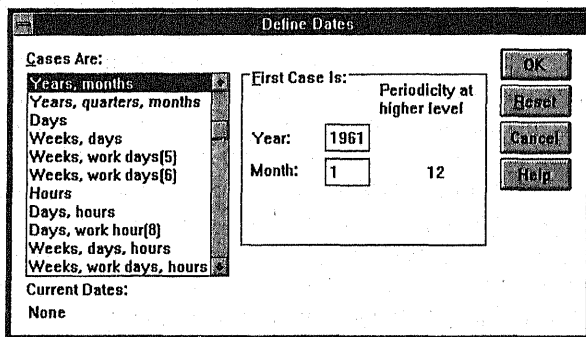 Define Dates
Cases Are:
Years, months
Years, quarters, months
Days
Weeks, days
Weeks, work days(5)
Weeks, work days(6)
Hours
Days, hours
Days, work hour(8)
Weeks, days, hours
Weeks, work days, hours
Current Dates:
None
First Case Is:
Periodicity at
higher level
Year: 1961
Month: 1 12
OK
Reset
Cancel
Help